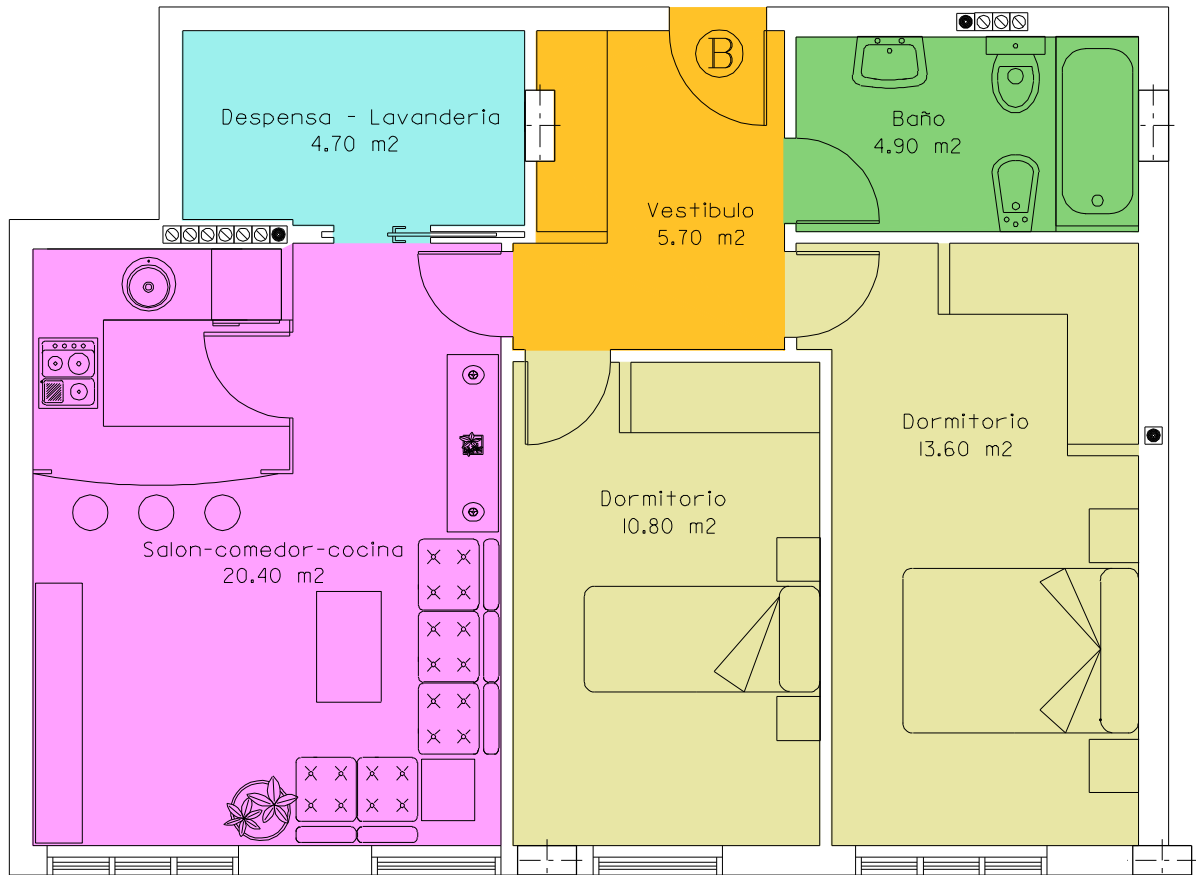 B
Despensa - Lavanderia
4.70 m2
Baño
4.90 m2
Vestibulo
5.70 m2
Dormitorio
13.60 m2
Dormitorio
10.80 m2
Salon-comedor-cocina
20.40 m2